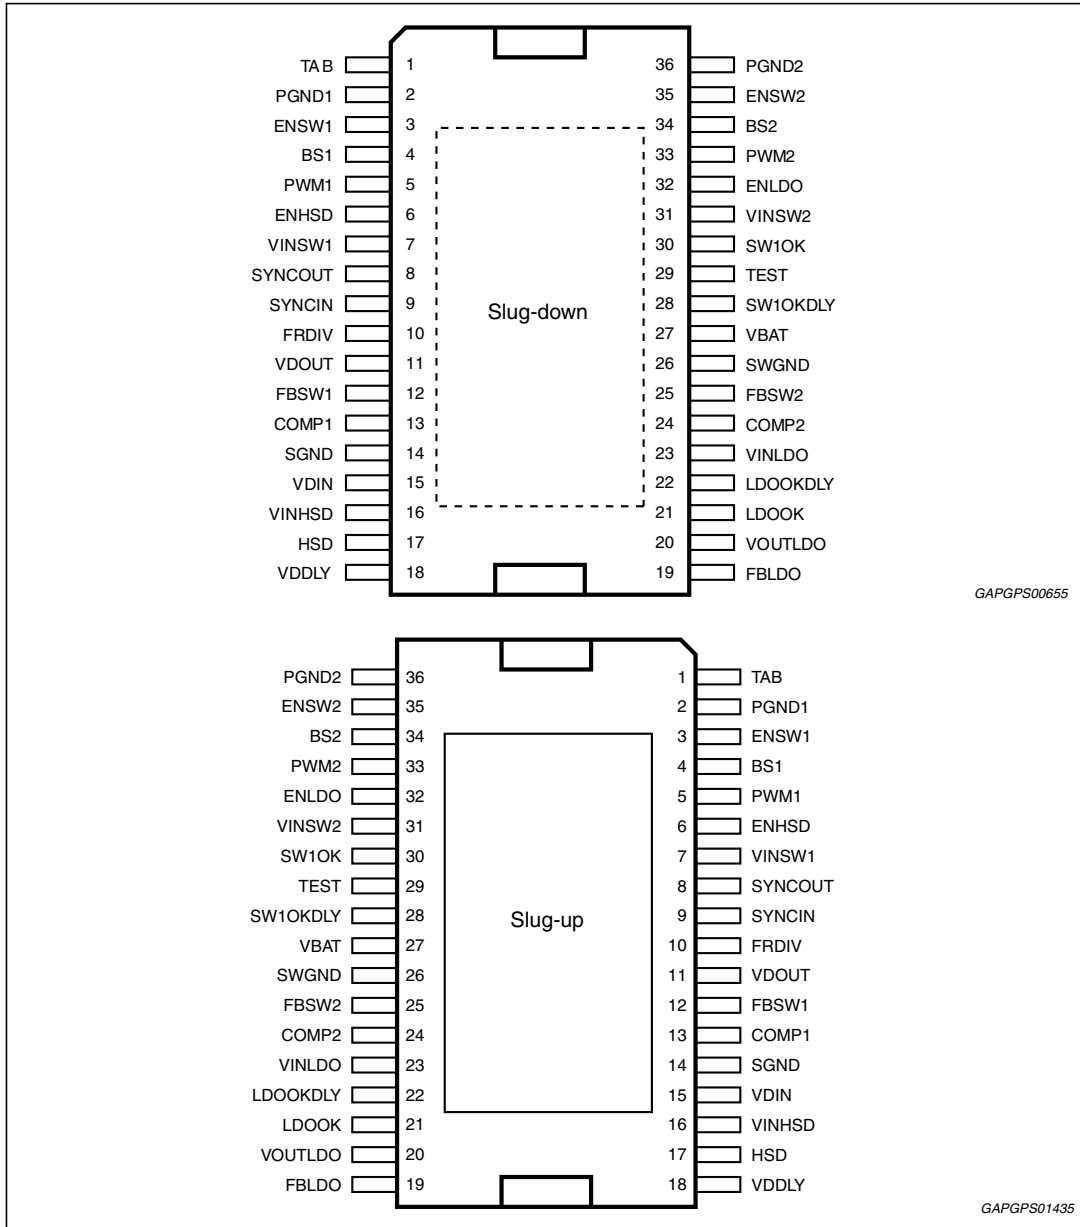 TAB 1 36 PGND2
PGND1 2 35 ENSW2
ENSW1 3 34 BS2
BS1 4 33 PWM2
PWM1 5 32 ENLDO
ENHSD 6 31 VINSW2
VINSW1 7 30 SW1OK
SYNCOUT 8 29 TEST
SYNCIN 9 28 SW1OKDLY
Slug-down
FRDIV 10 27 VBAT
VDOUT 11 26 SWGND
FBSW1 12 25 FBSW2
COMP1 13 24 COMP2
SGND 14 23 VINLDO
VDIN 15 22 LDOOKDLY
VINHSD 16 21 LDOOK
HSD 17 20 VOUTLDO
VDDLY 18 19 FBLDO
GAPGPS00655
PGND2 36 1 TAB
ENSW2 35 2 PGND1
BS2 34 3 ENSW1
PWM2 33 4 BS1
ENLDO 32 5 PWM1
VINSW2 31 6 ENHSD
SW1OK 30 7 VINSW1
TEST 29 8 SYNCOUT
SW1OKDLY 28 9 SYNCIN
Slug-up
VBAT 27 10 FRDIV
SWGND 26 11 VDOUT
FBSW2 25 12 FBSW1
COMP2 24 13 COMP1
VINLDO 23 14 SGND
LDOOKDLY 22 15 VDIN
LDOOK 21 16 VINHSD
VOUTLDO 20 17 HSD
FBLDO 19 18 VDDLY
GAPGPS01435